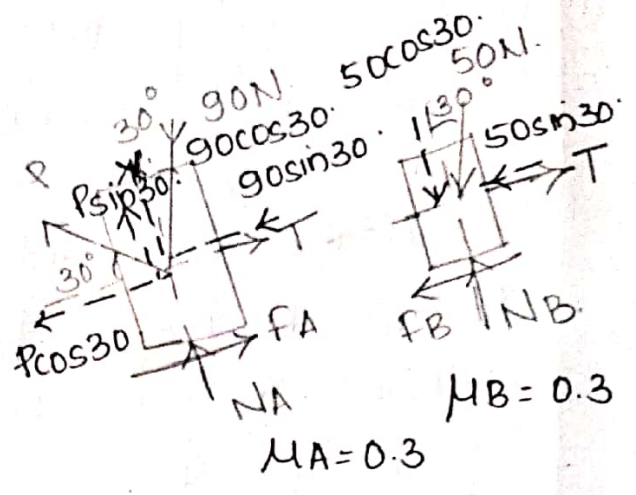 50cos30.
50N.
30° 90N. 30°
90cos30. 50sin30.
P Psin30. 90sin30. T
T
30°
Pcos30 FA FB NB.
NA μB = 0.3
μA = 0.3